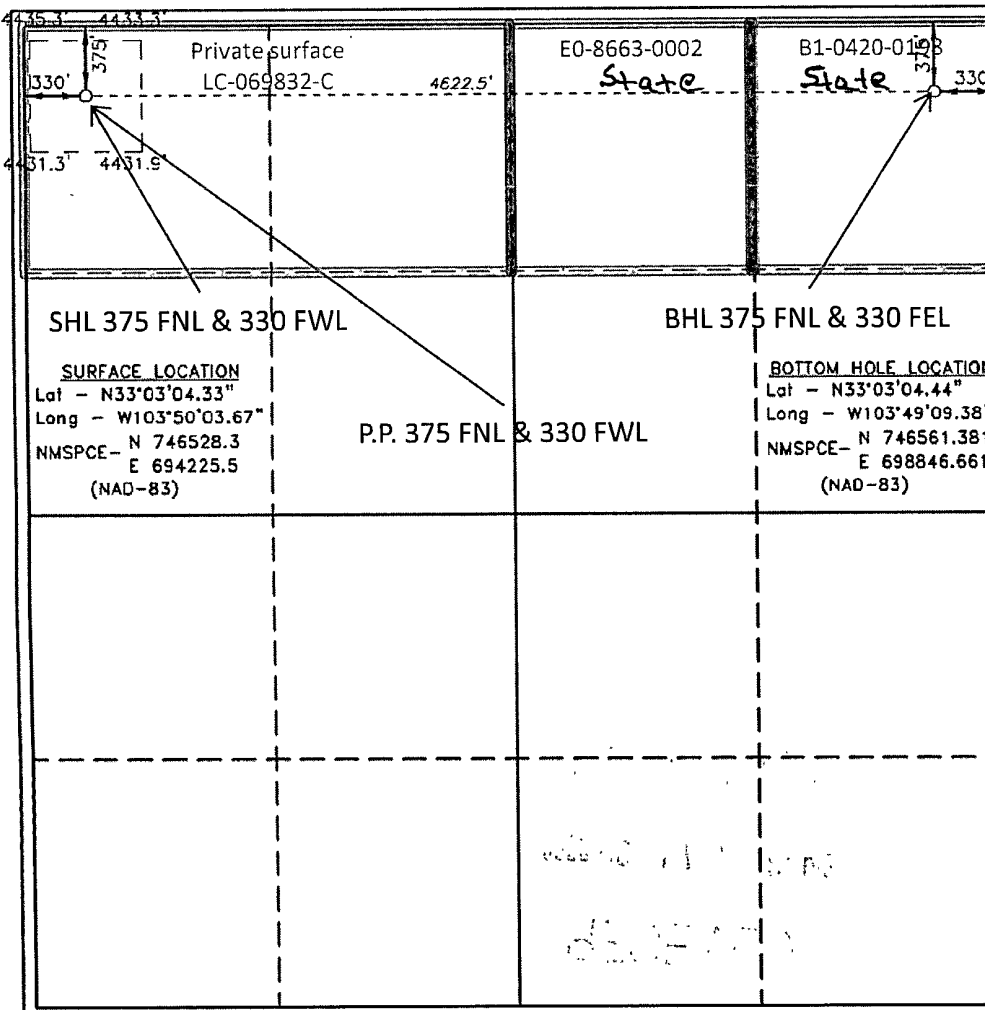 4435.3' 4433.3'
375'
Private surface
LC-069832-C
330'
4622.5'
4431.3' 4431.9'
E0-8663-0002
State
State
375'
330
SHL 375 FNL & 330 FWL
BHL 375 FNL & 330 FEL
P.P. 375 FNL & 330 FWL
SURFACE LOCATION
Lat - N33°03'04.33"
Long - W103°50'03.67"
NMSPCE- N 746528.3
E 694225.5
(NAD-83)
BOTTOM HOLE LOCATION
Lat - N33°03'04.44"
Long - W103°49'09.38"
NMSPCE- N 746561.381
E 698846.661
(NAD-83)